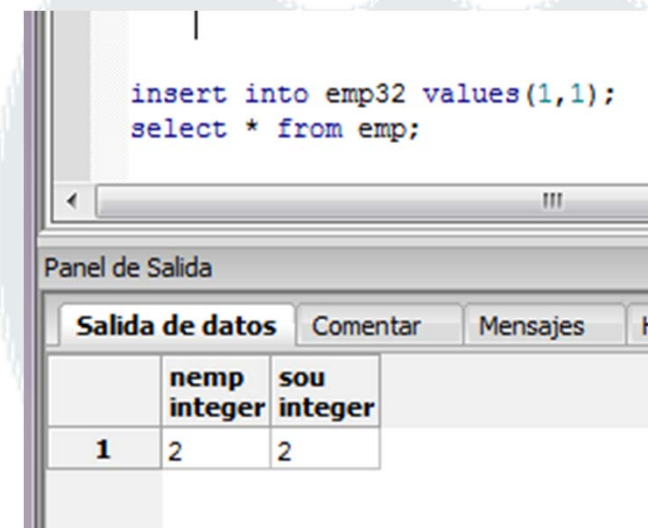 insert into emp32 values(1,1);
select * from emp;
Panel de Salida
Salida de datos Comentar Mensajes
nemp sou
integer integer
1 2 2